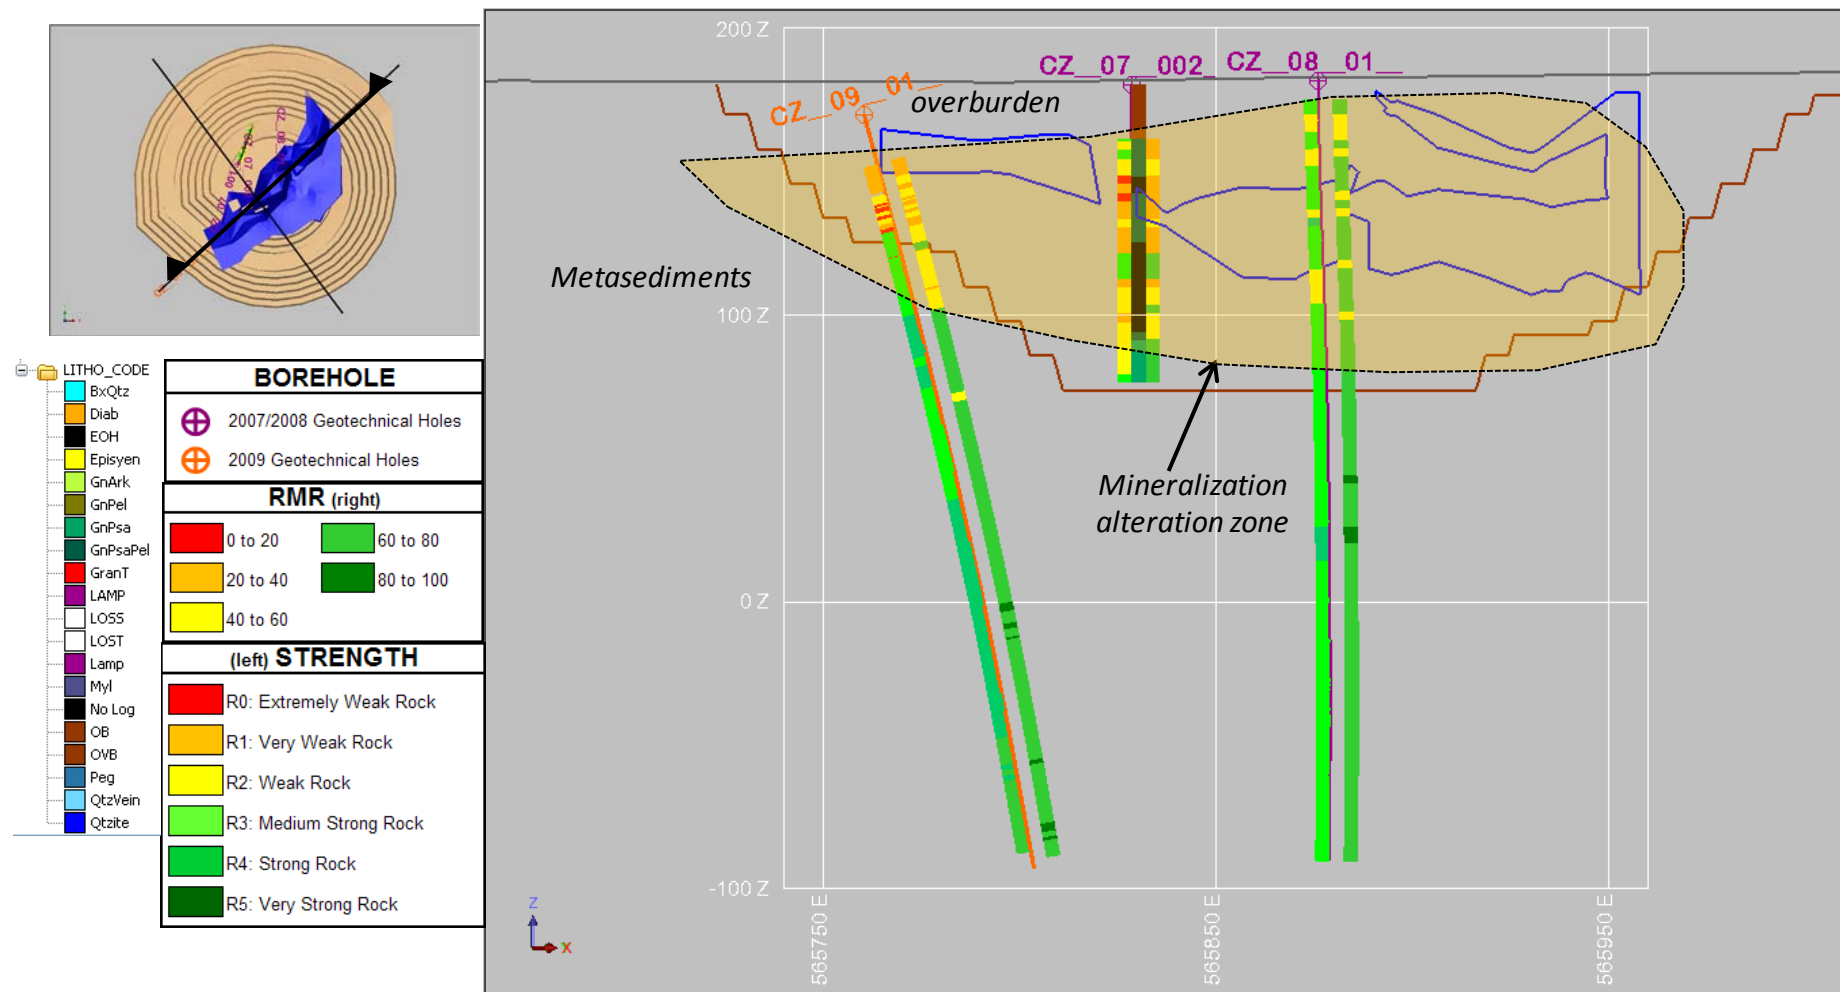 200 Z
CZ__07__002_
CZ__08__01__
CZ__09__01_
overburden
Metasediments
100 Z
Mineralization
alteration zone
0 Z
-100 Z
565750 E
565850 E
565950 E
Z
X
LITHO_CODE
BxQtz
Diab
EOH
Episyen
GnArk
GnPel
GnPsa
GnPsaPel
GranT
LAMP
LOSS
LOST
Lamp
Myl
No Log
OB
OVB
Peg
QtzVein
Qtzite
BOREHOLE
2007/2008 Geotechnical Holes
2009 Geotechnical Holes
RMR (right)
0 to 20
60 to 80
20 to 40
80 to 100
40 to 60
(left) STRENGTH
R0: Extremely Weak Rock
R1: Very Weak Rock
R2: Weak Rock
R3: Medium Strong Rock
R4: Strong Rock
R5: Very Strong Rock